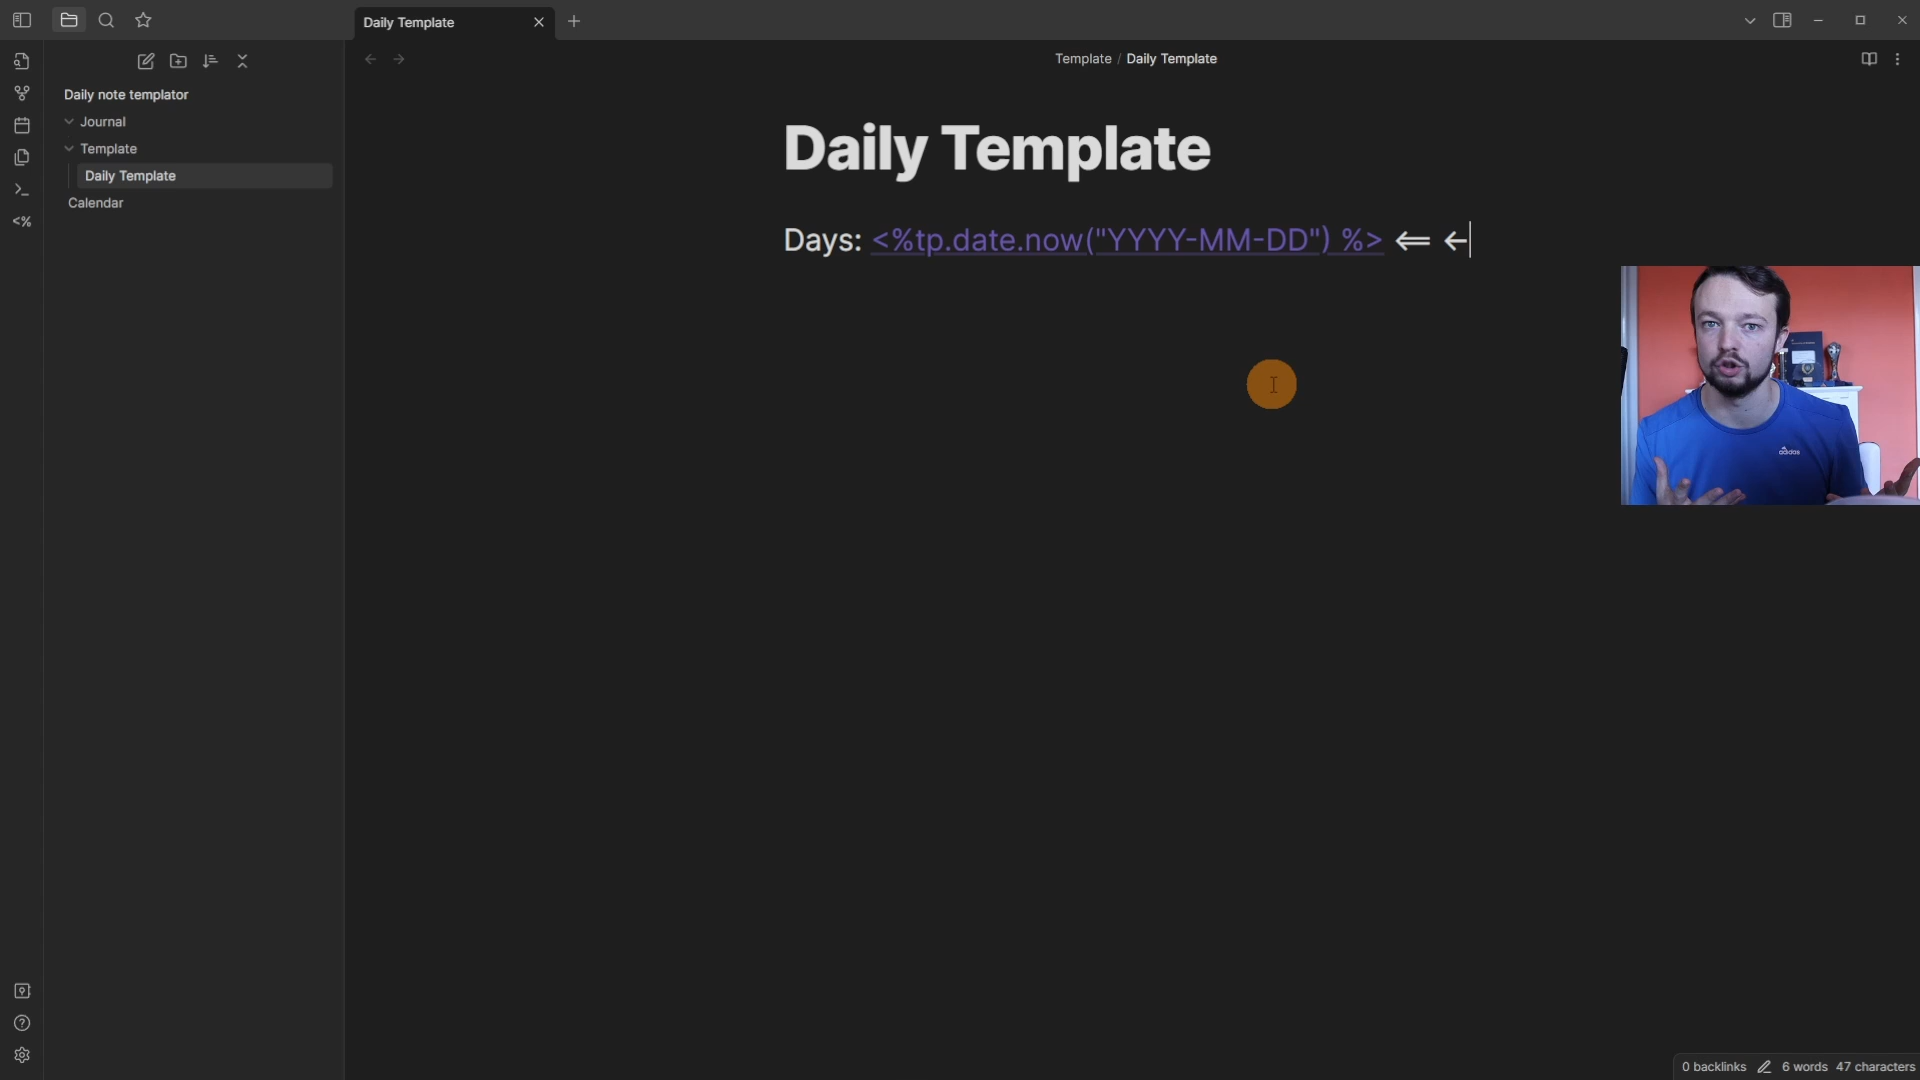 Daily Template
Template / Daily Template
Daily note templator
Journal
Template
Daily Template
Calendar
<%
Daily Template
Days: <%tp.date.now("YYYY-MM-DD") %> ⟸ ←
adidas
0 backlinks 6 words 47 characters